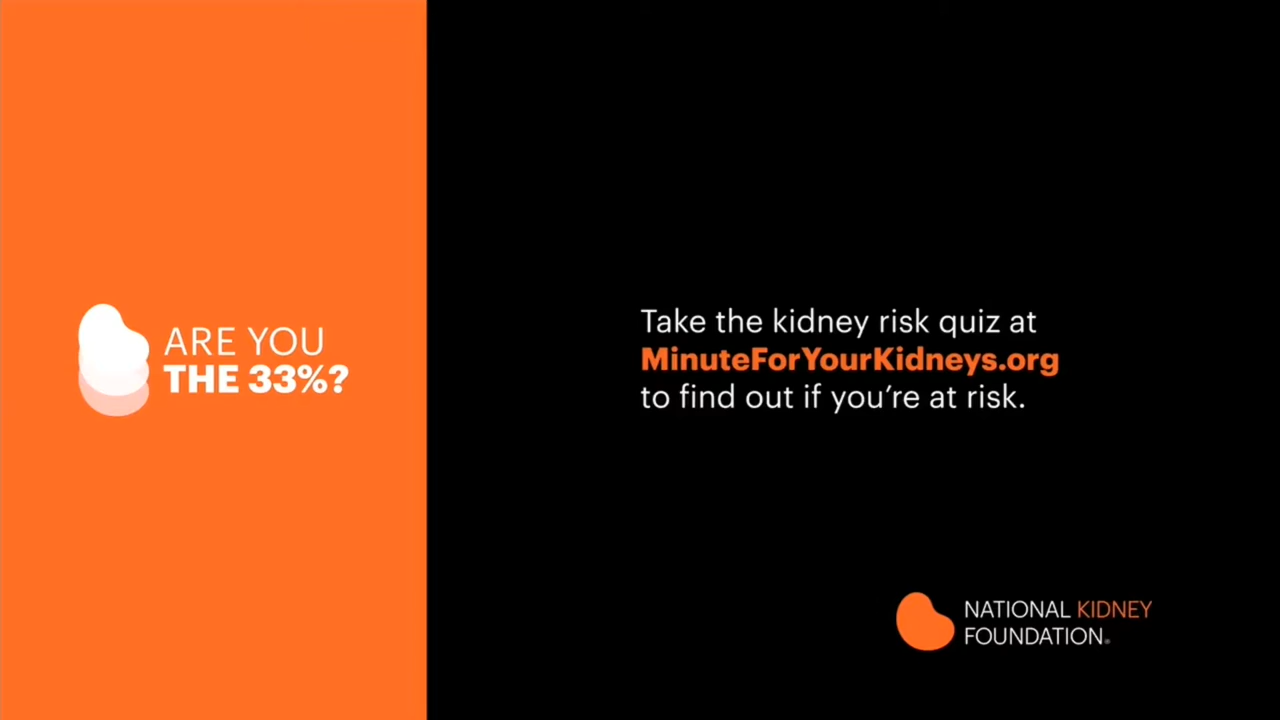 ARE YOU
THE 33%?
Take the kidney risk quiz at
MinuteForYourKidneys.org
to find out if you’re at risk.
NATIONAL KIDNEY
FOUNDATION®